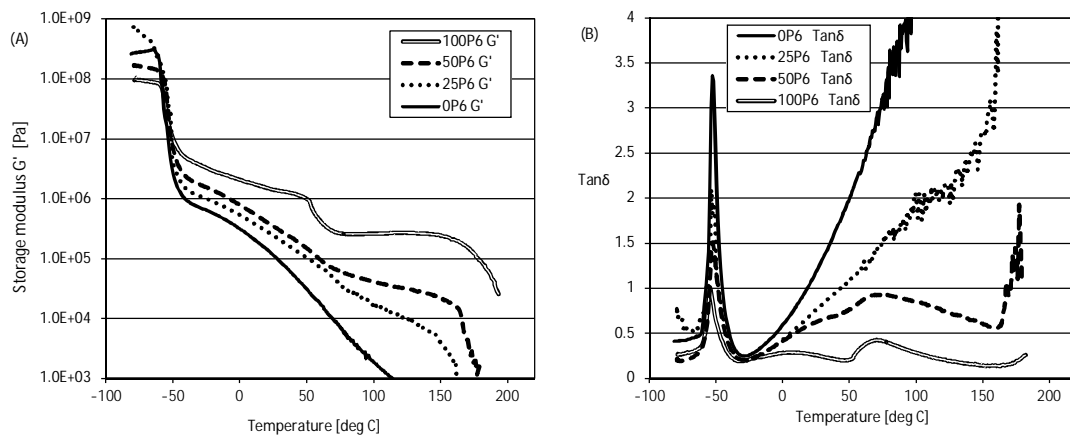 (A)
1.0E+09
1.0E+08
1.0E+07
1.0E+06
1.0E+05
1.0E+04
1.0E+03
Storage modulus G' [Pa]
100P6 G'
50P6 G'
25P6 G'
0P6 G'
-100 -50 0 50 100 150 200
Temperature [deg C]
(B)
4
3.5
3
2.5
2
1.5
1
0.5
0
Tanδ
0P6 Tanδ
25P6 Tanδ
50P6 Tanδ
100P6 Tanδ
-100 -50 0 50 100 150 200
Temperature [deg C]